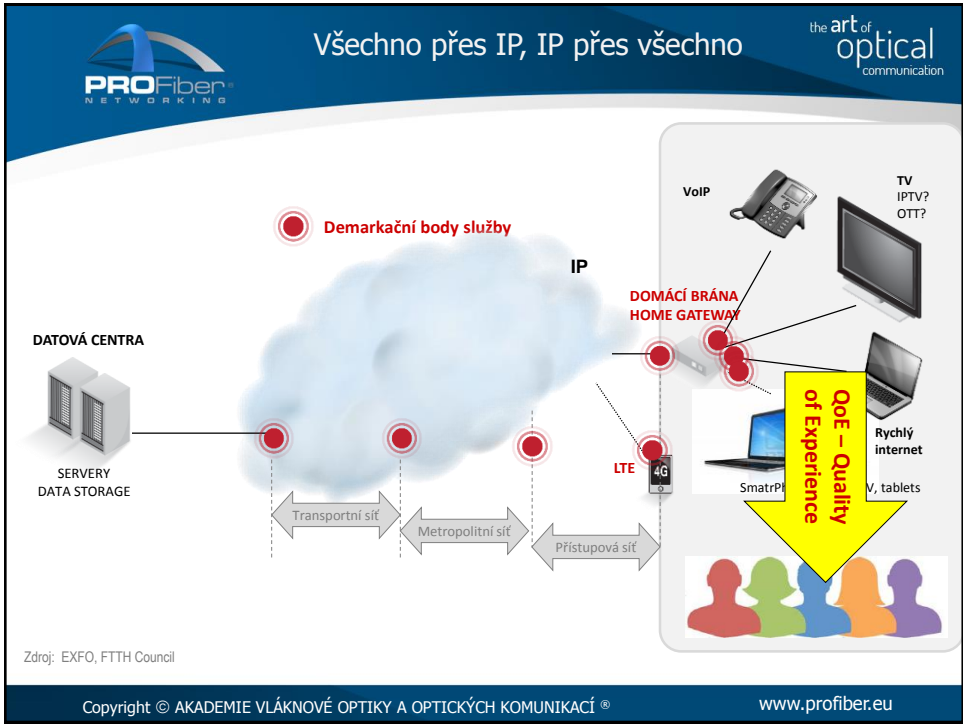 PROFiber®
NETWORKING
Všechno přes IP, IP přes všechno
the art of
optical
communication
VoIP
TV
IPTV?
OTT?
Demarkační body služby
IP
DOMÁCÍ BRÁNA
HOME GATEWAY
DATOVÁ CENTRA
SERVERY
DATA STORAGE
LTE
4G
Rychlý
internet
SmatrPh
V, tablets
QoE – Quality
of Experience
Transportní síť
Metropolitní síť
Přístupová síť
Zdroj: EXFO, FTTH Council
Copyright © AKADEMIE VLÁKNOVÉ OPTIKY A OPTICKÝCH KOMUNIKACÍ ®
www.profiber.eu